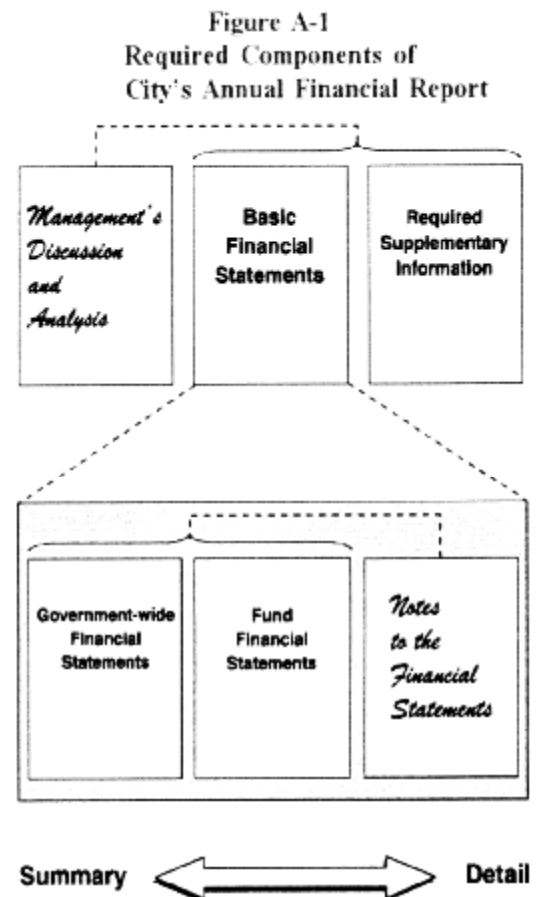 Figure A-1
Required Components of
City's Annual Financial Report
Management's
Discussion
and
Analysis
Basic
Financial
Statements
Required
Supplementary
Information
Government-wide
Financial
Statements
Fund
Financial
Statements
Notes
to the
Financial
Statements
Summary
Detail